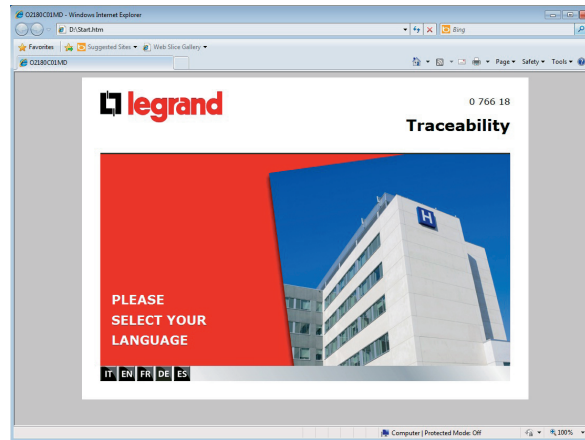 O2180C01MD - Windows Internet Explorer
D:\Start.htm
Bing
Favorites
Suggested Sites
Web Slice Gallery
O2180C01MD
Page
Safety
Tools
legrand
0 766 18
Traceability
H
PLEASE
SELECT YOUR
LANGUAGE
IT EN FR DE ES
Computer | Protected Mode: Off
100%